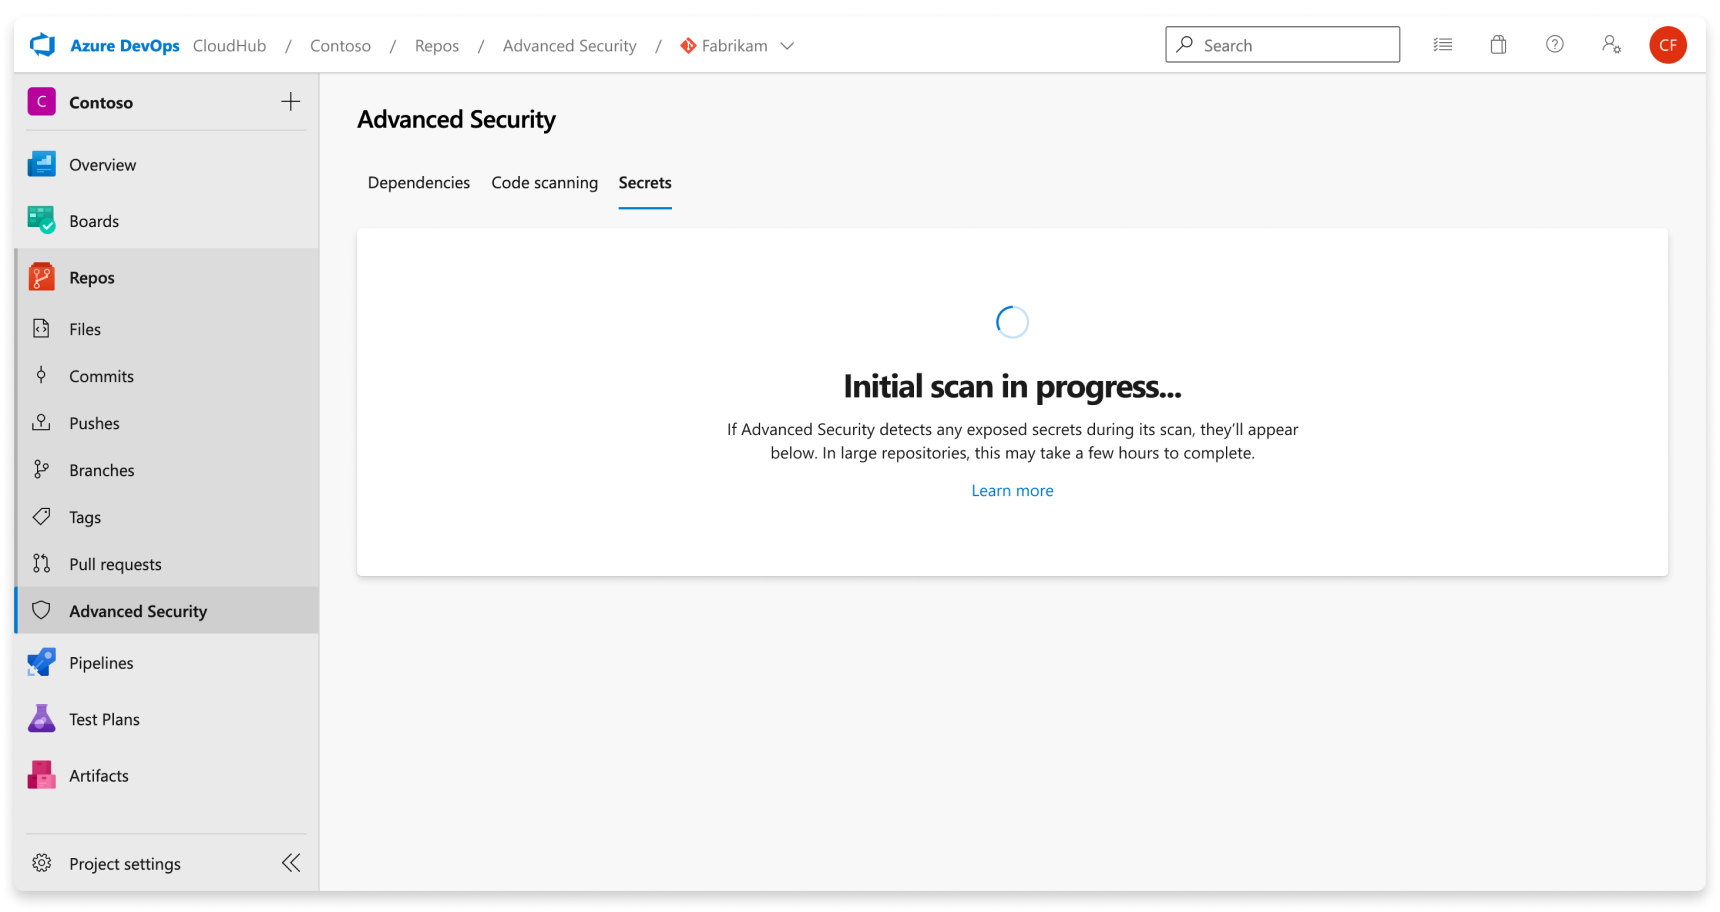 Azure DevOps CloudHub / Contoso / Repos / Advanced Security / Fabrikam
Search
CF
C Contoso
Overview
Boards
Repos
Files
Commits
Pushes
Branches
Tags
Pull requests
Advanced Security
Pipelines
Test Plans
Artifacts
Project settings
Advanced Security
Dependencies Code scanning Secrets
Initial scan in progress...
If Advanced Security detects any exposed secrets during its scan, they’ll appear
below. In large repositories, this may take a few hours to complete.
Learn more